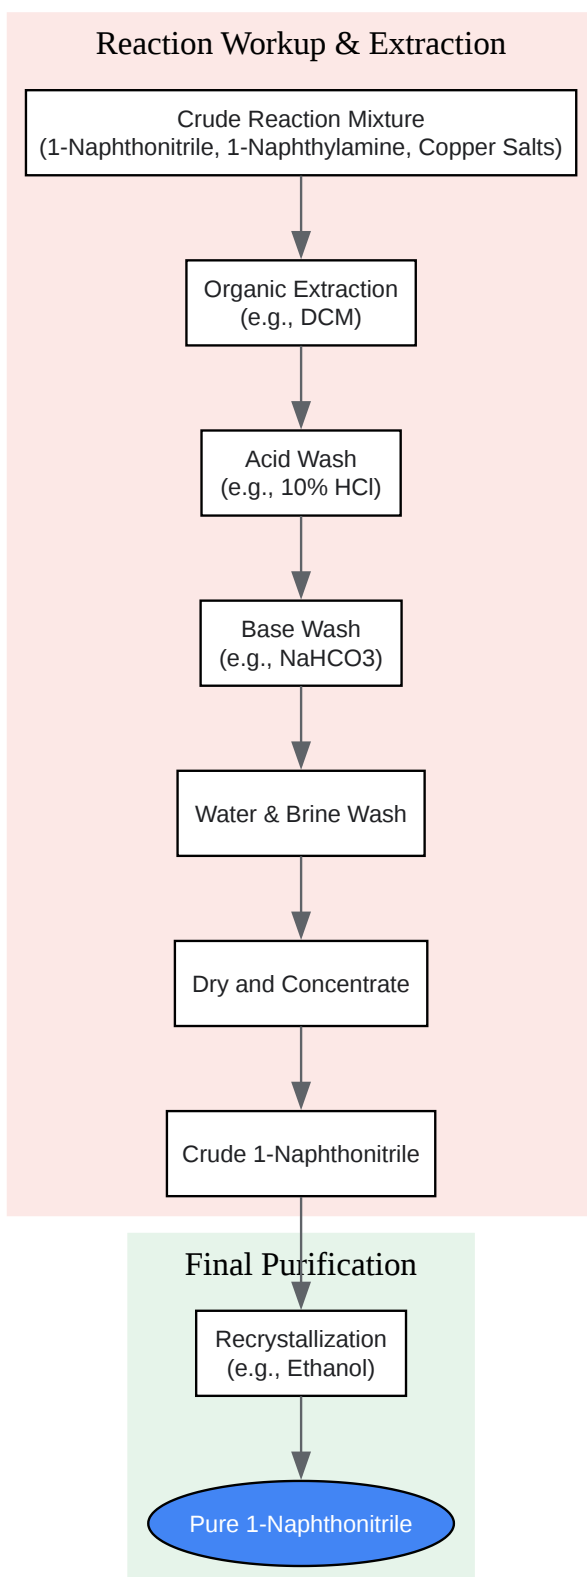 Reaction Workup & Extraction
Crude Reaction Mixture
(1-Naphthonitrile, 1-Naphthylamine, Copper Salts)
Organic Extraction
(e.g., DCM)
Acid Wash
(e.g., 10% HCl)
Base Wash
(e.g., NaHCO3)
Water & Brine Wash
Dry and Concentrate
Crude 1-Naphthonitrile
Final Purification
Recrystallization
(e.g., Ethanol)
Pure 1-Naphthonitrile